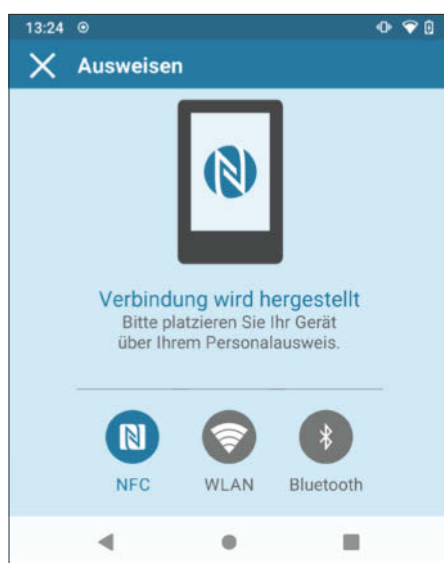 13:24
Ausweisen
Verbindung wird hergestellt
Bitte platzieren Sie Ihr Gerät
über Ihrem Personalausweis.
NFC WLAN Bluetooth